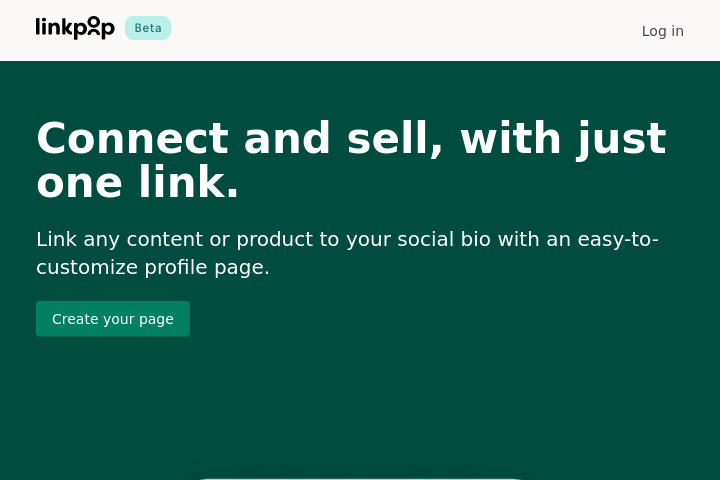 linkpop Beta Log in
Connect and sell, with just
one link.
Link any content or product to your social bio with an easy-to-
customize profile page.
Create your page